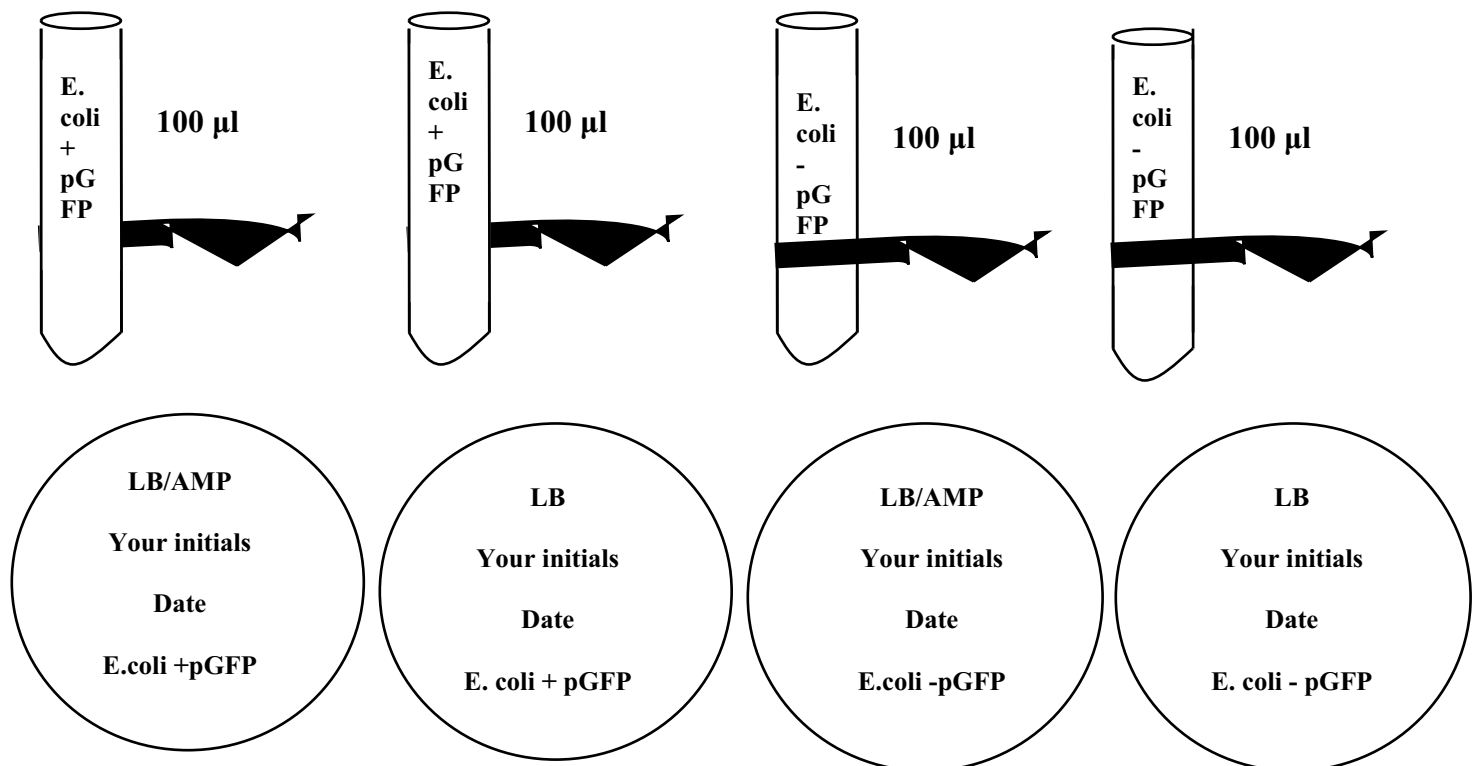 E.
coli
+
pG
FP
100 µl
E.
coli
+
pG
FP
100 µl
E.
coli
-
pG
FP
100 µl
E.
coli
-
pG
FP
100 µl
LB/AMP
Your initials
Date
E.coli +pGFP
LB
Your initials
Date
E. coli + pGFP
LB/AMP
Your initials
Date
E.coli -pGFP
LB
Your initials
Date
E. coli - pGFP